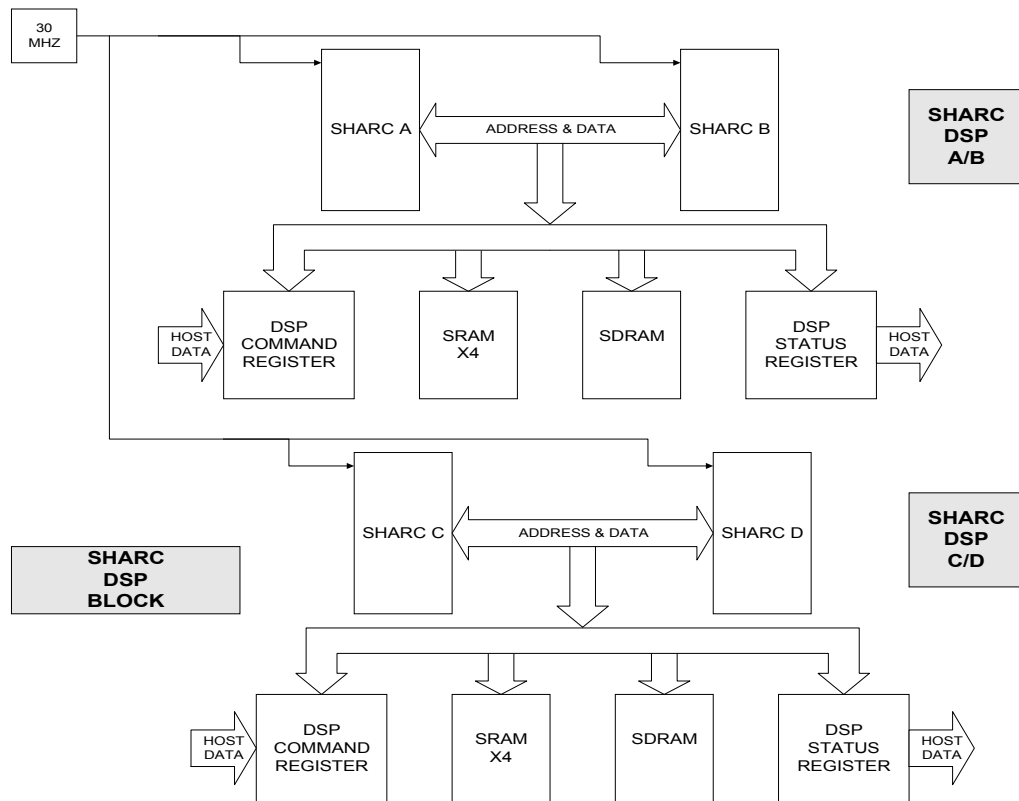 30
MHZ
SHARC A
ADDRESS & DATA
SHARC B
SHARC
DSP
A/B
HOST
DATA
DSP
COMMAND
REGISTER
SRAM
X4
SDRAM
DSP
STATUS
REGISTER
HOST
DATA
SHARC C
ADDRESS & DATA
SHARC D
SHARC
DSP
C/D
SHARC
DSP
BLOCK
HOST
DATA
DSP
COMMAND
REGISTER
SRAM
X4
SDRAM
DSP
STATUS
REGISTER
HOST
DATA